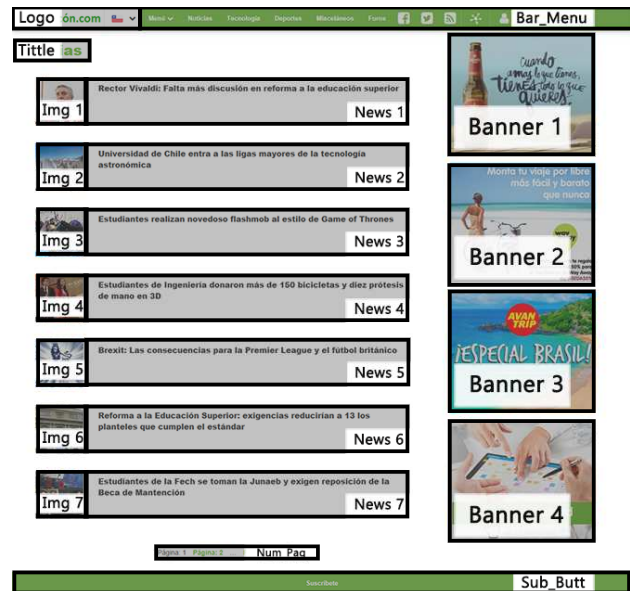 Logo ón.com Menú Noticias Tecnología Deportes Misceláneos Foros Bar_Menu
Tittle as
Img 1
Rector Vivaldi: Falta más discusión en reforma a la educación superior
News 1
Img 2
Universidad de Chile entra a las ligas mayores de la tecnología
astronómica
News 2
Img 3
Estudiantes realizan novedoso flashmob al estilo de Game of Thrones
News 3
Img 4
Estudiantes de Ingeniería donaron más de 150 bicicletas y diez prótesis
de mano en 3D
News 4
Img 5
Brexit: Las consecuencias para la Premier League y el fútbol británico
News 5
Img 6
Reforma a la Educación Superior: exigencias reducirían a 13 los
planteles que cumplen el estándar
News 6
Img 7
Estudiantes de la Fech se toman la Junaeb y exigen reposición de la
Beca de Mantención
News 7
Página: 1 Página: 2 ... Num_Pag
Cuando
amas lo que tienes,
tienes todo lo que
quieres.
Banner 1
Monta tu viaje por libre
más fácil y barato
que nunca
way
Banner 2
AVAN
TRIP
¡ESPECIAL BRASIL!
Banner 3
Banner 4
Suscríbete Sub_Butt